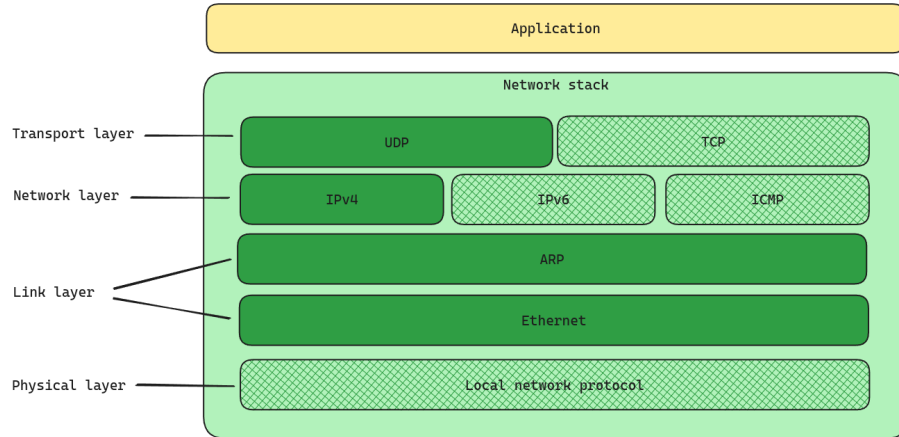 Application
Network stack
Transport layer
UDP
TCP
Network layer
IPv4
IPv6
ICMP
ARP
Link layer
Ethernet
Physical layer
Local network protocol